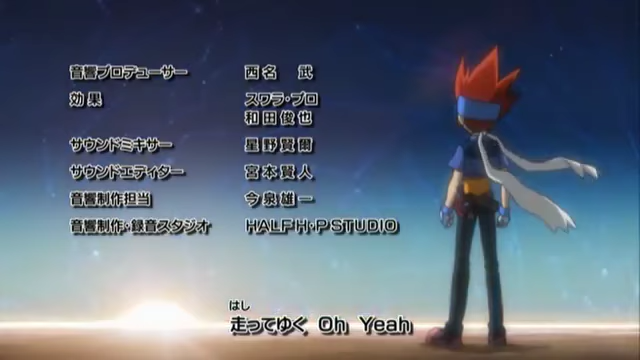 音響プロデューサー 西名 武
効果 スワラ・プロ
和田俊也
サウンドミキサー 星野賢爾
サウンドエディター 宮本賢人
音響制作担当 今泉雄一
音響制作・録音スタジオ HALF H・P STUDIO
はし
走ってゆく Oh Yeah